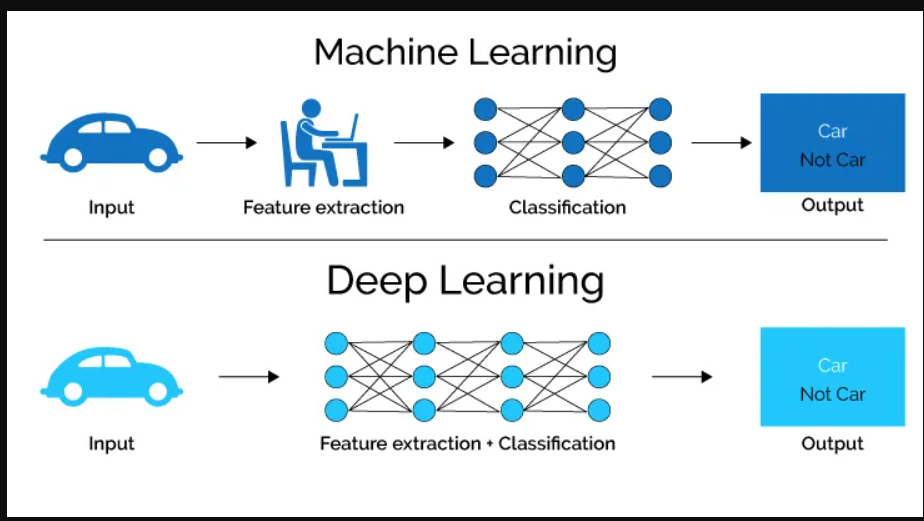 Machine Learning
Car
Not Car
Input
Feature extraction
Classification
Output
Deep Learning
Car
Not Car
Input
Feature extraction + Classification
Output